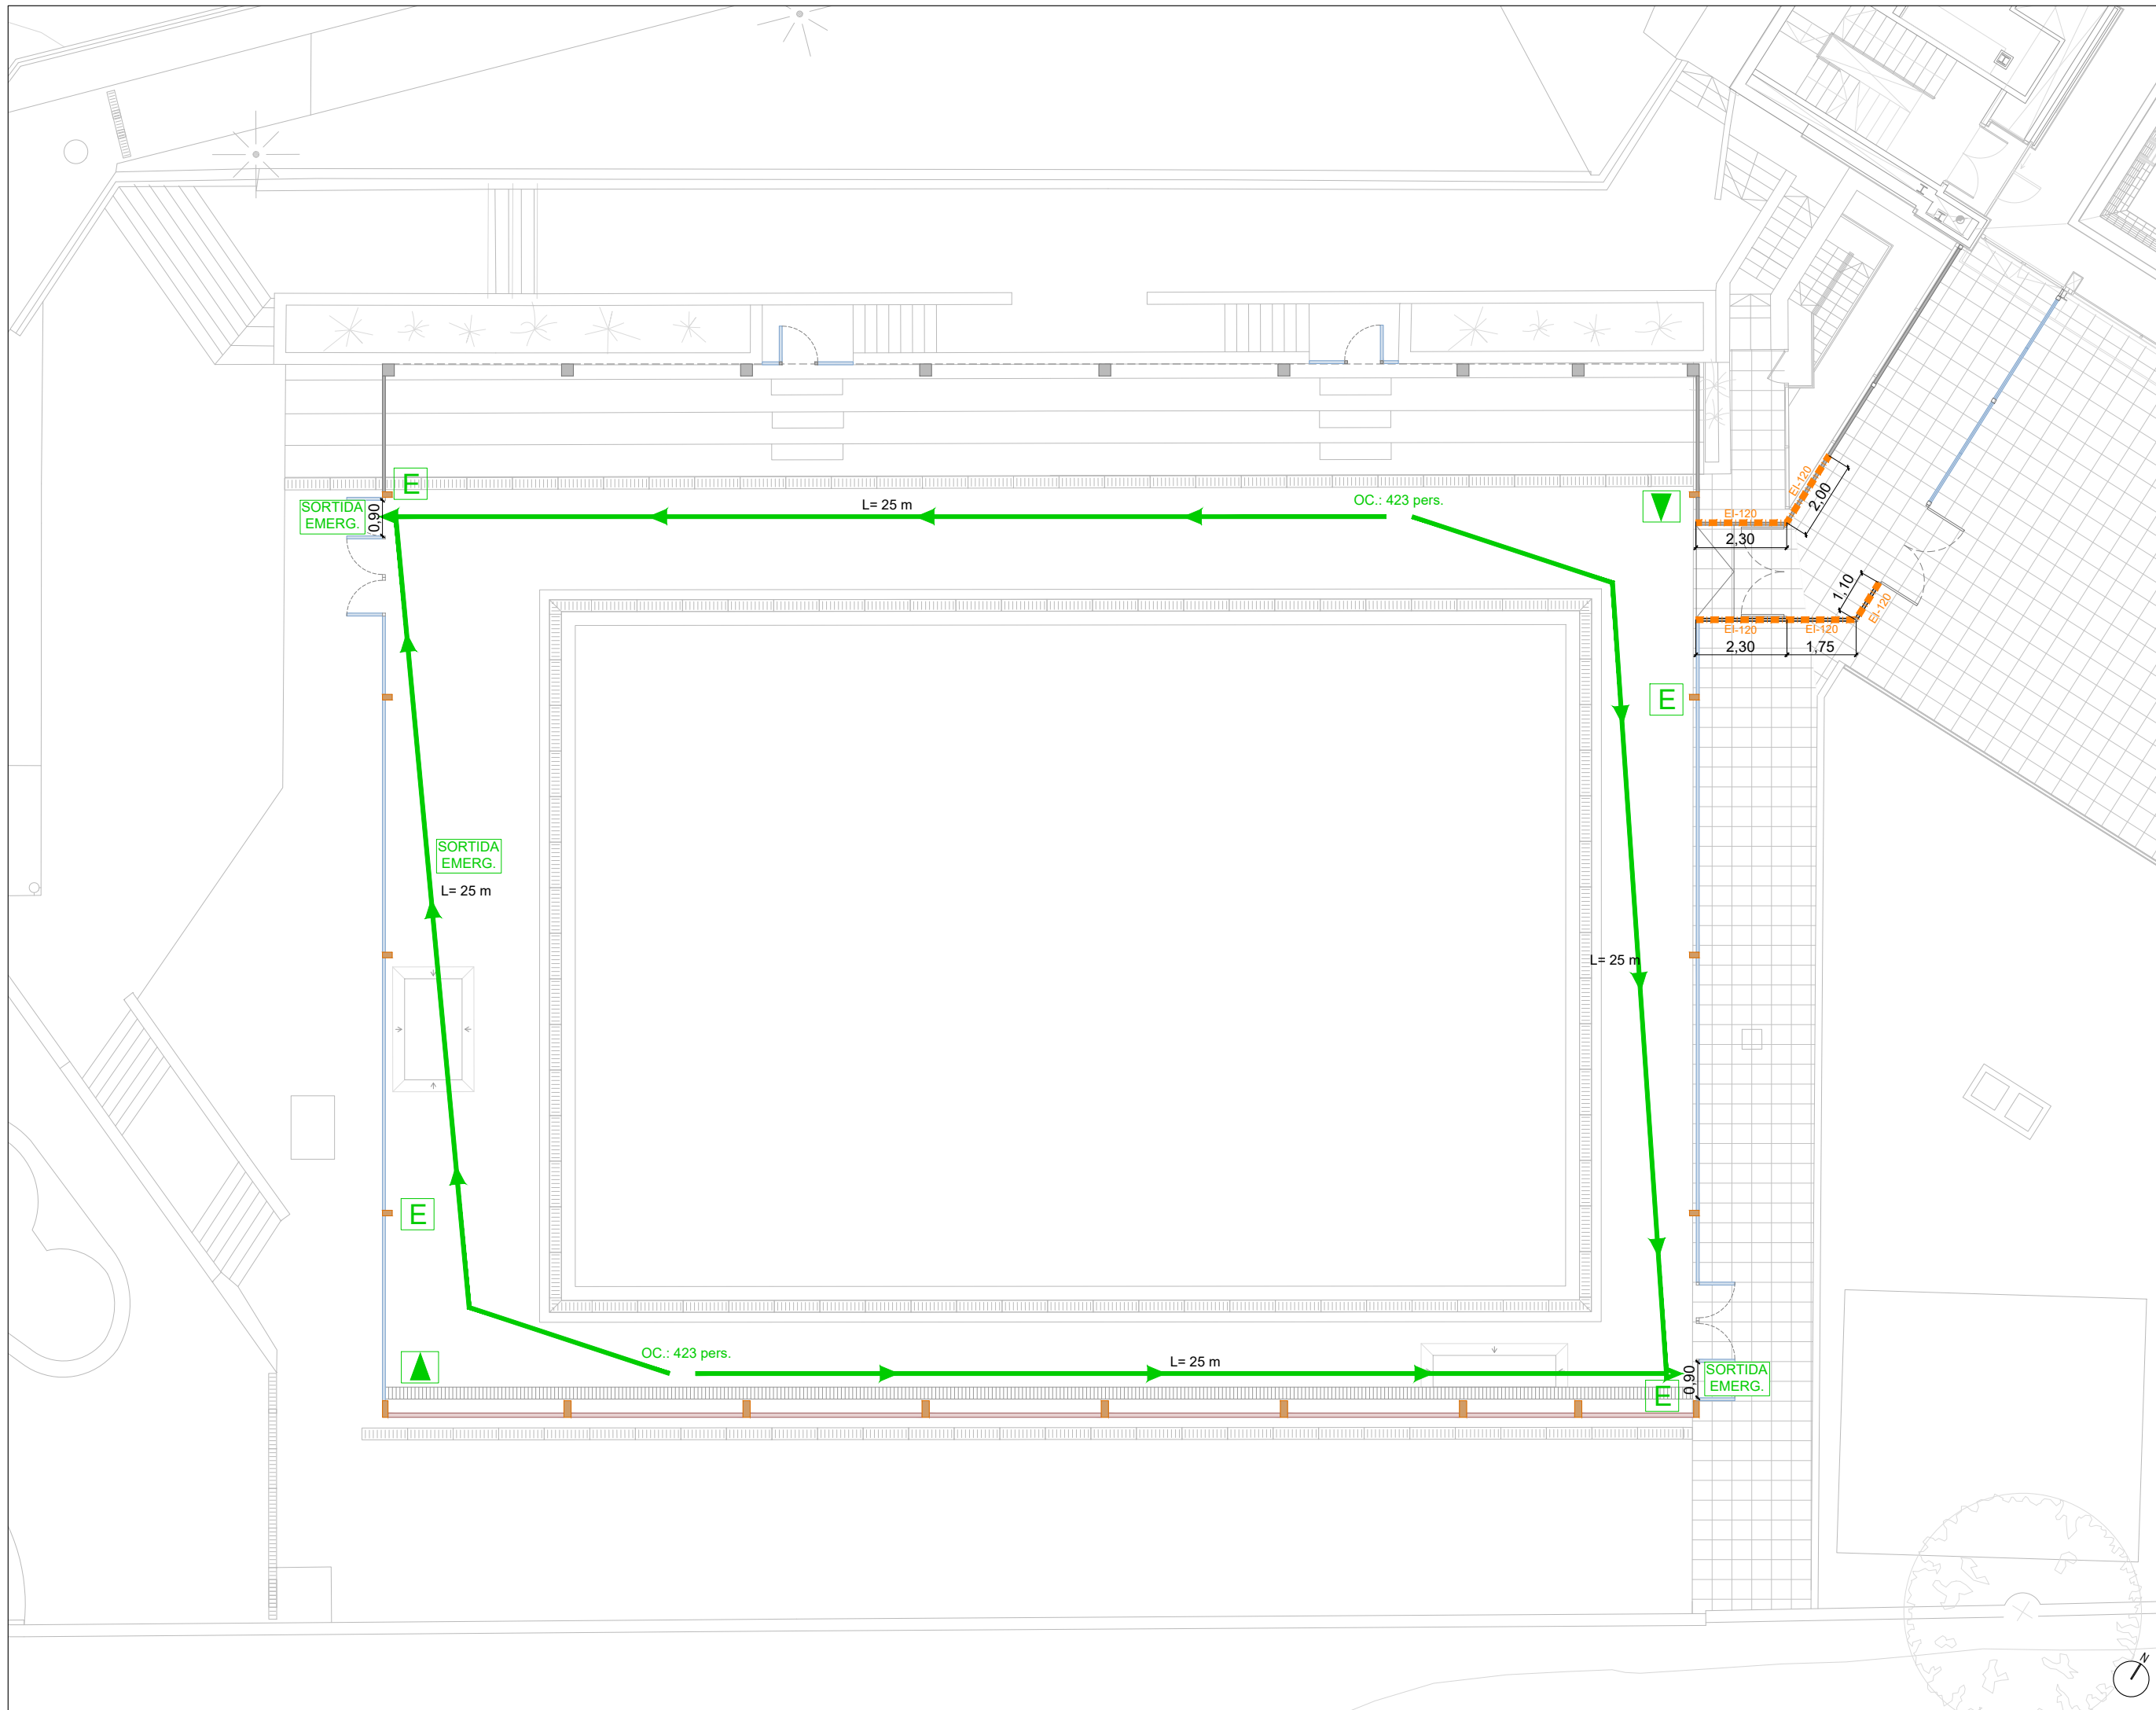 E
SORTIDA
EMERG.
0,90
L= 25 m
OC.: 423 pers.
EI-120
2,00
EI-120
2,30
1,10
EI-120
EI-120
EI-120
2,30
1,75
E
SORTIDA
EMERG.
L= 25 m
L= 25 m
E
OC.: 423 pers.
L= 25 m
0,90
SORTIDA
EMERG.
E
N